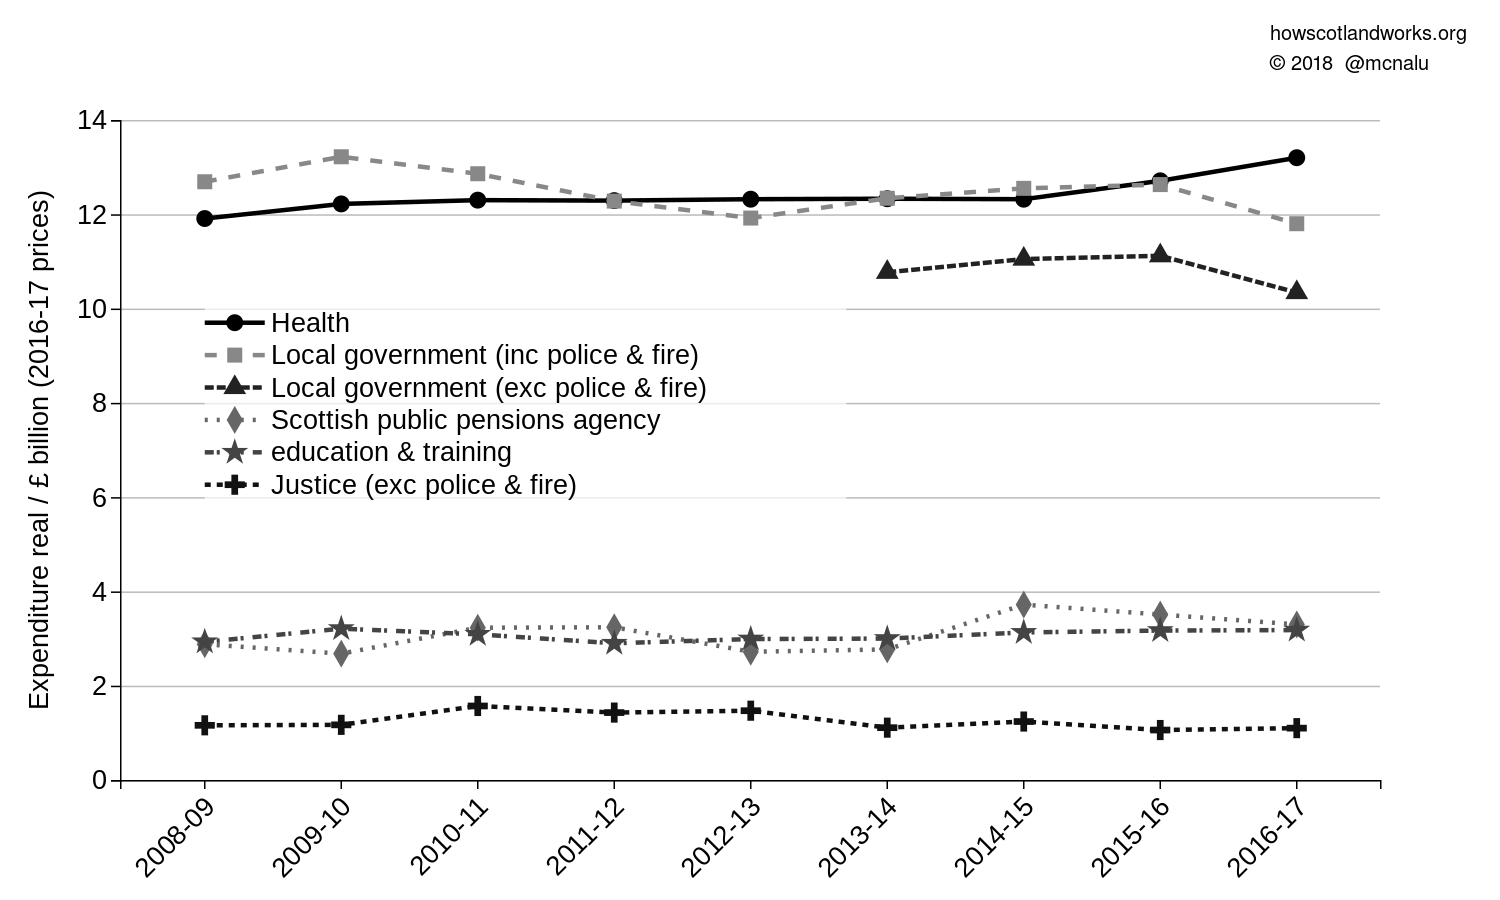 howscotlandworks.org
© 2018 @mcnalu
Expenditure real / £ billion (2016-17 prices)
14
12
10
8
6
4
2
0
Health
Local government (inc police & fire)
Local government (exc police & fire)
Scottish public pensions agency
education & training
Justice (exc police & fire)
2008-09
2009-10
2010-11
2011-12
2012-13
2013-14
2014-15
2015-16
2016-17